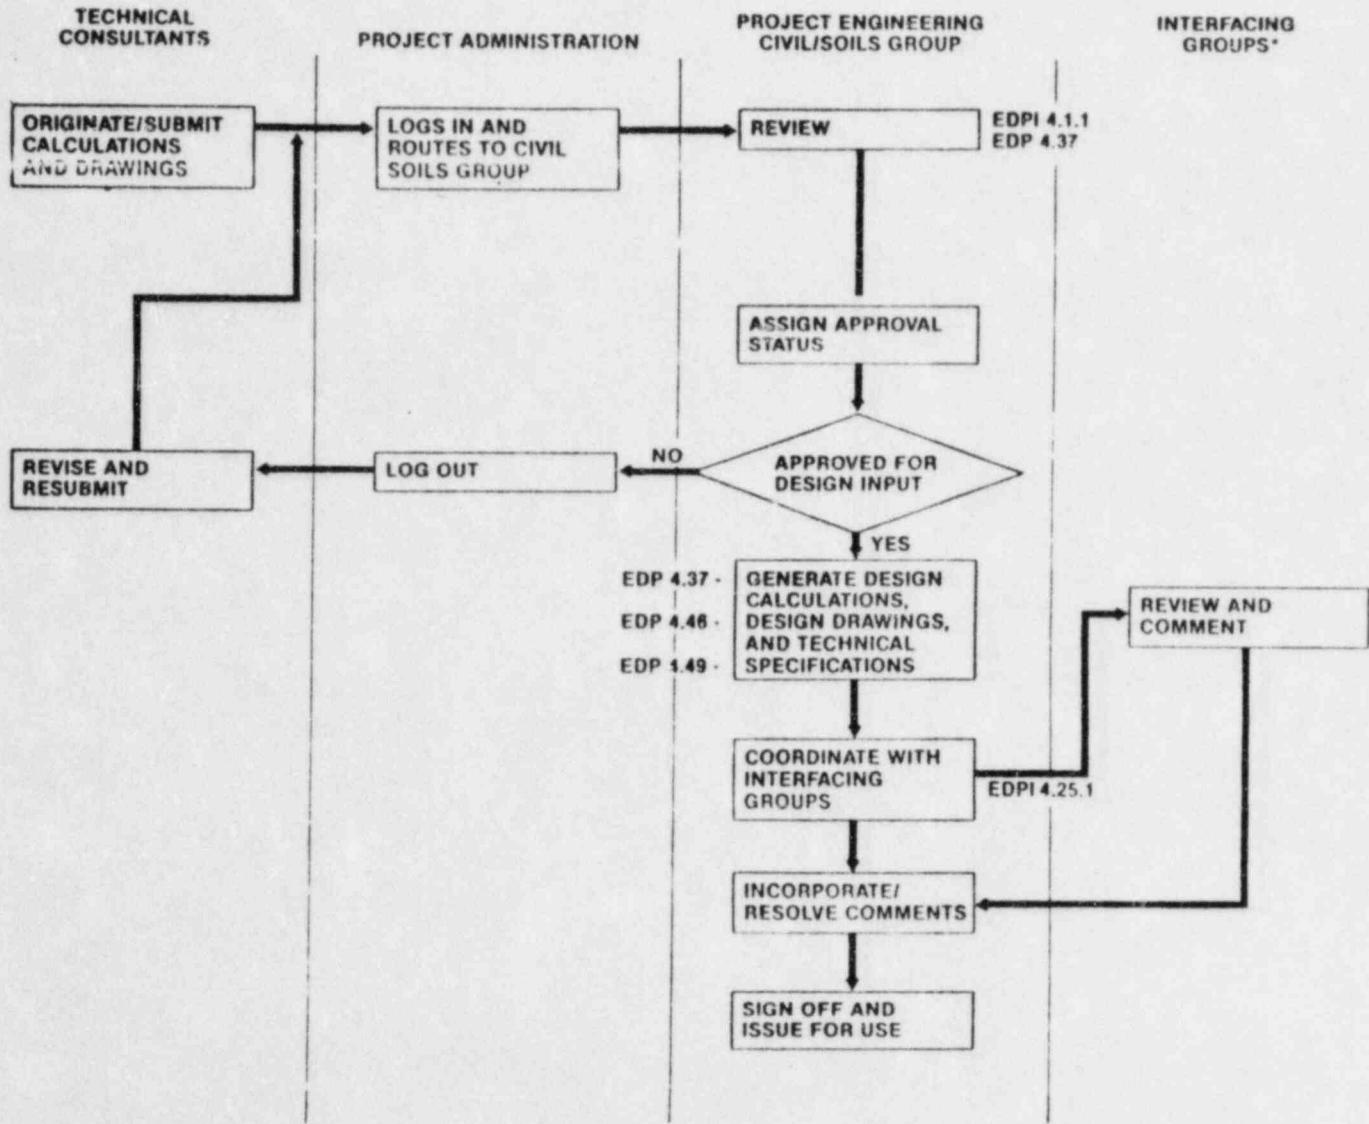 TECHNICAL
CONSULTANTS
PROJECT ADMINISTRATION
PROJECT ENGINEERING
CIVIL/SOILS GROUP
INTERFACING
GROUPS*
ORIGINATE/SUBMIT
CALCULATIONS
AND DRAWINGS
LOGS IN AND
ROUTES TO CIVIL
SOILS GROUP
REVIEW
EDPI 4.1.1
EDP 4.37
ASSIGN APPROVAL
STATUS
REVISE AND
RESUBMIT
LOG OUT
NO
APPROVED FOR
DESIGN INPUT
YES
EDP 4.37 -
EDP 4.46 -
EDP 1.49 -
GENERATE DESIGN
CALCULATIONS,
DESIGN DRAWINGS,
AND TECHNICAL
SPECIFICATIONS
REVIEW AND
COMMENT
COORDINATE WITH
INTERFACING
GROUPS
EDPI 4.25.1
INCORPORATE/
RESOLVE COMMENTS
SIGN OFF AND
ISSUE FOR USE